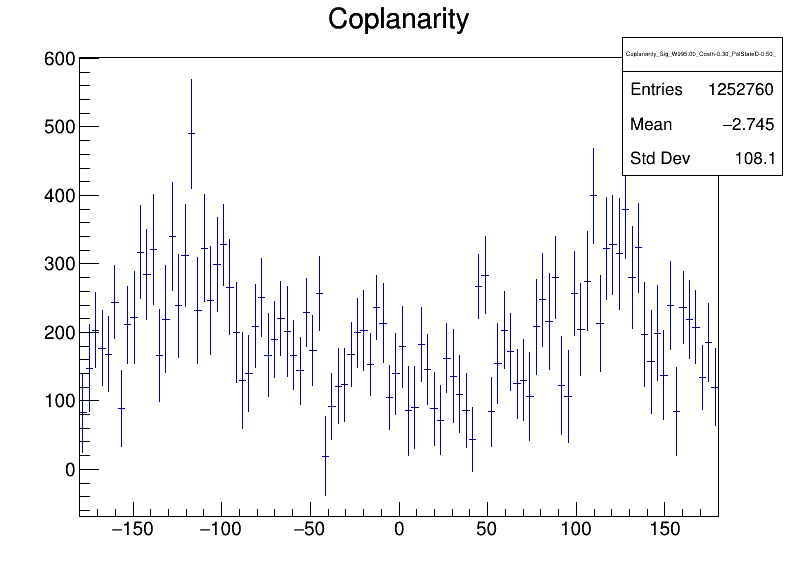 Coplanarity
Coplanarity_Sig_W995.00_Costh-0.30_PolStateD-0.50_
Entries 1252760
Mean −2.745
Std Dev 108.1
600
500
400
300
200
100
0
−150 −100 −50 0 50 100 150